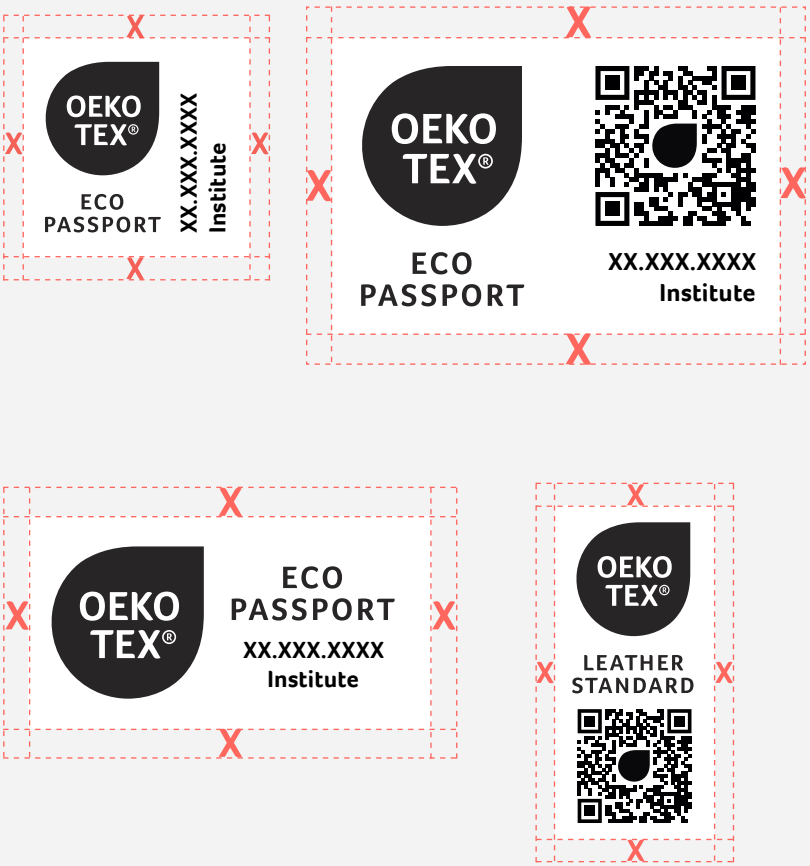 X
X
OEKO
TEX®
ECO
PASSPORT
XX.XXX.XXXX
Institute
X
X
X
X
OEKO
TEX®
ECO
PASSPORT
XX.XXX.XXXX
Institute
X
X
X
X
OEKO
TEX®
ECO
PASSPORT
XX.XXX.XXXX
Institute
X
X
X
OEKO
TEX®
LEATHER
STANDARD
X
X
X